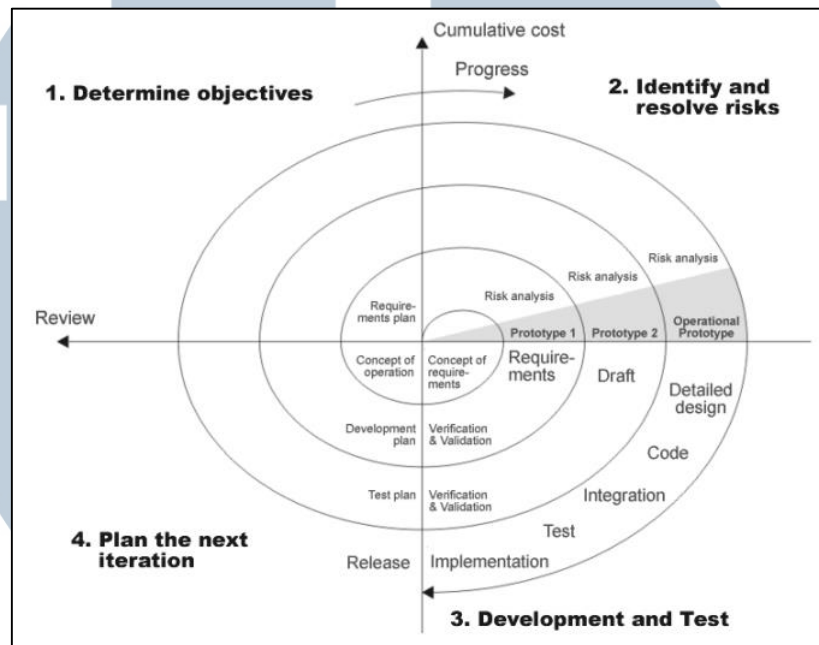 Cumulative cost
Progress
1. Determine objectives
2. Identify and
resolve risks
Risk analysis
Risk analysis
Risk analysis
Require-
ments plan
Review
Prototype 1
Prototype 2
Operational
Prototype
Concept of
operation
Concept of
require-
ments
Require-
ments
Draft
Detailed
design
Development
plan
Verification
& Validation
Code
Test plan
Verification
& Validation
Integration
Test
4. Plan the next
iteration
Release
Implementation
3. Development and Test